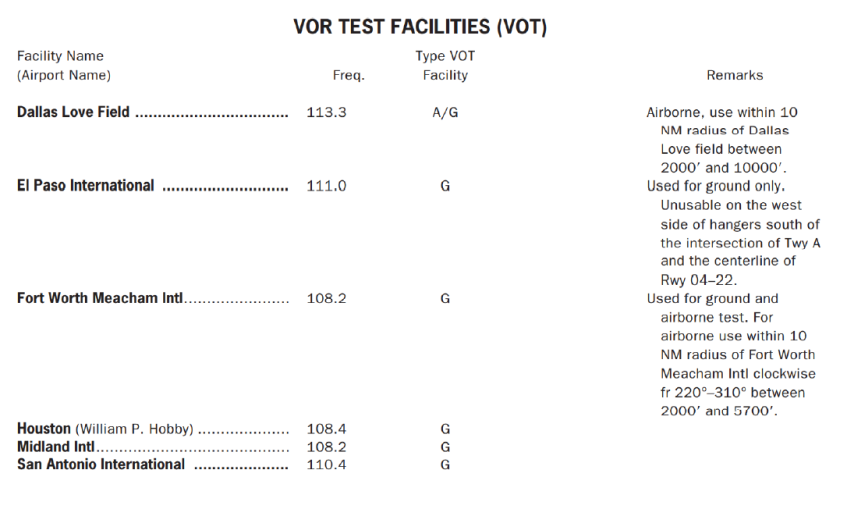 VOR TEST FACILITIES (VOT)
Facility Name Type VOT
(Airport Name) Freq. Facility Remarks
Dallas Love Field .................................. 113.3 A/G Airborne, use within 10
NM radius of Dallas
Love field between
2000′ and 10000′.
El Paso International ............................ 111.0 G Used for ground only.
Unusable on the west
side of hangers south of
the intersection of Twy A
and the centerline of
Rwy 04–22.
Fort Worth Meacham Intl....................... 108.2 G Used for ground and
airborne test. For
airborne use within 10
NM radius of Fort Worth
Meacham Intl clockwise
fr 220°–310° between
2000′ and 5700′.
Houston (William P. Hobby) .................... 108.4 G
Midland Intl.......................................... 108.2 G
San Antonio International ..................... 110.4 G